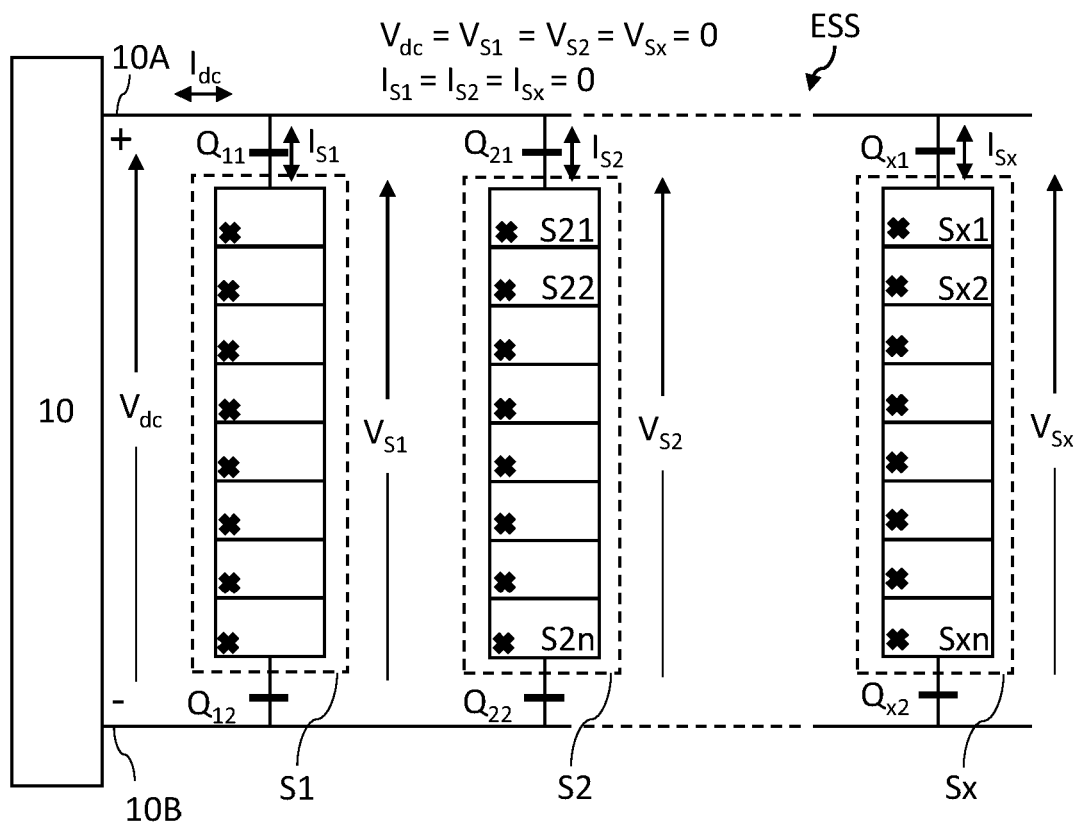 V_dc = V_S1 = V_S2 = V_Sx = 0
ESS
10A
I_dc
I_S1 = I_S2 = I_Sx = 0
+
Q_11
I_S1
Q_21
I_S2
Q_x1
I_Sx
S21
Sx1
S22
Sx2
10
V_dc
V_S1
V_S2
V_Sx
S2n
Sxn
-
Q_12
Q_22
Q_x2
10B
S1
S2
Sx